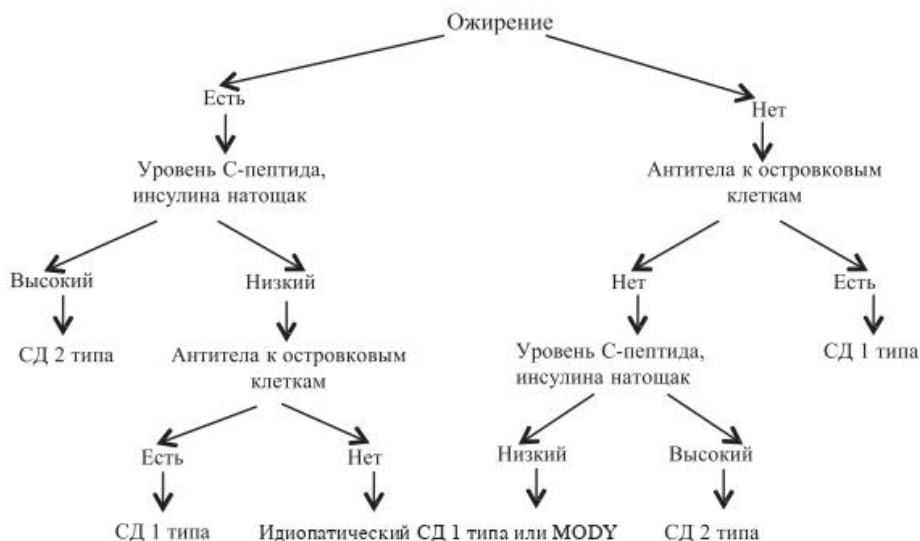 Ожирение
Есть
Нет
Уровень С-пептида,
инсулина натощак
Антитела к островковым
клеткам
Высокий
Низкий
Нет
Есть
СД 2 типа
Антитела к островковым
клеткам
Уровень С-пептида,
инсулина натощак
СД 1 типа
Есть
Нет
Низкий
Высокий
СД 1 типа
Идиопатический СД 1 типа или MODY
СД 2 типа